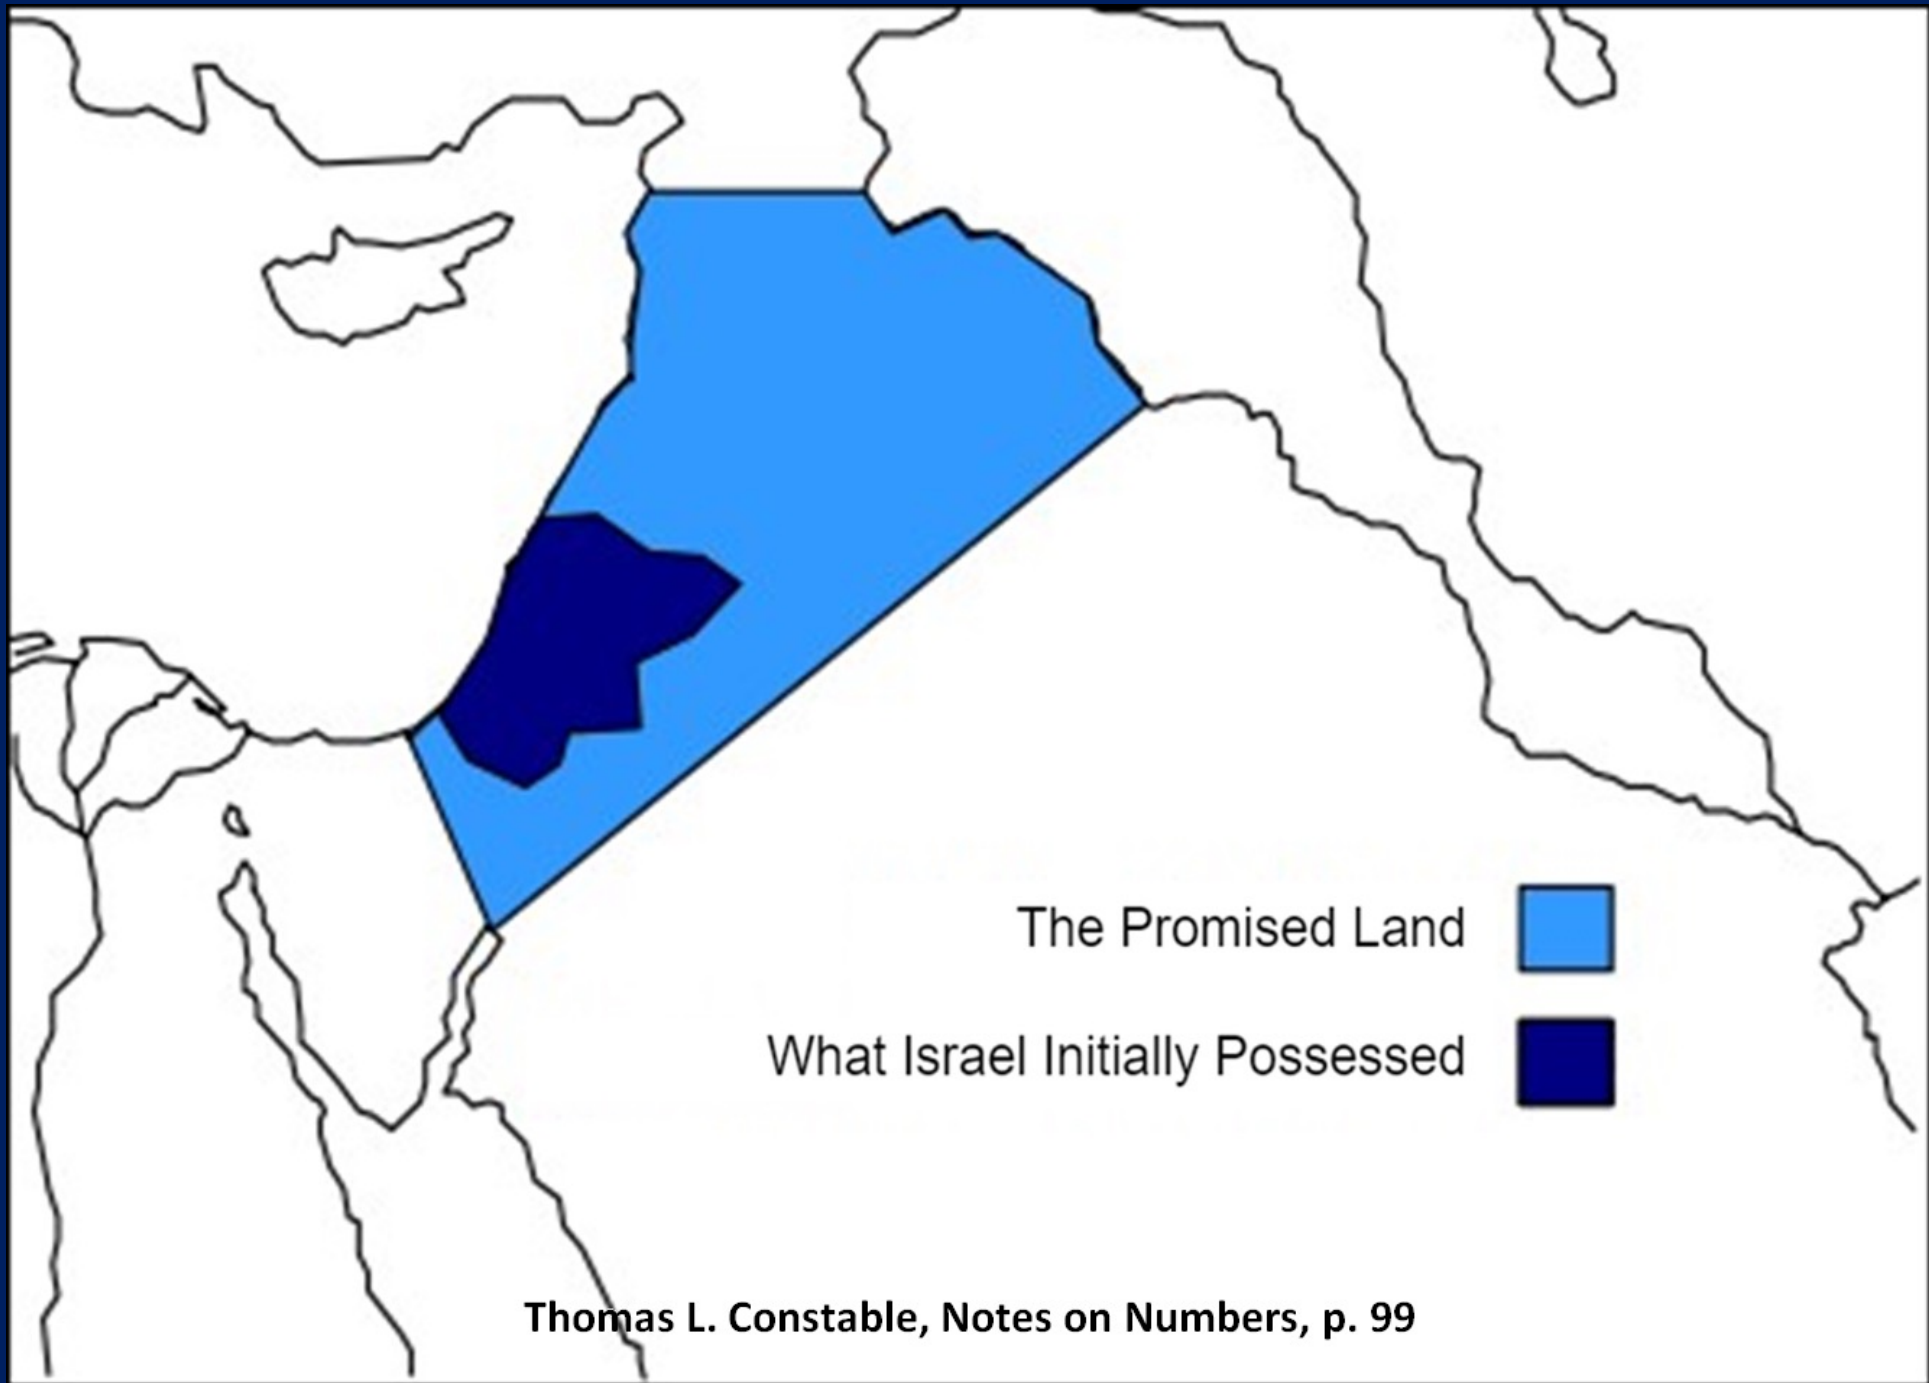 The Promised Land
What Israel Initially Possessed
Thomas L. Constable, Notes on Numbers, p. 99